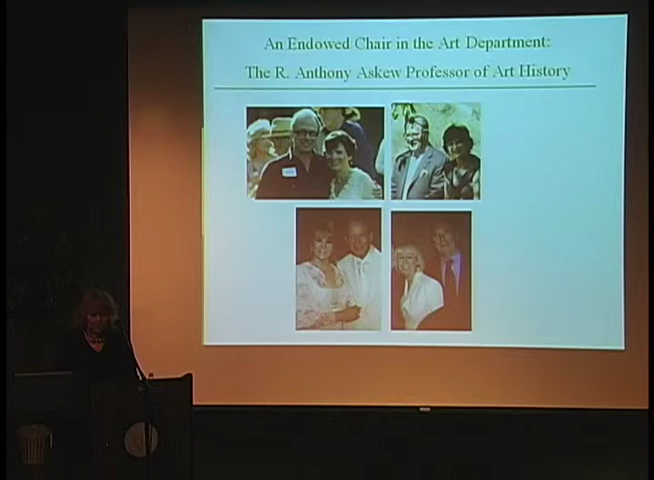 An Endowed Chair in the Art Department:
The R. Anthony Askew Professor of Art History